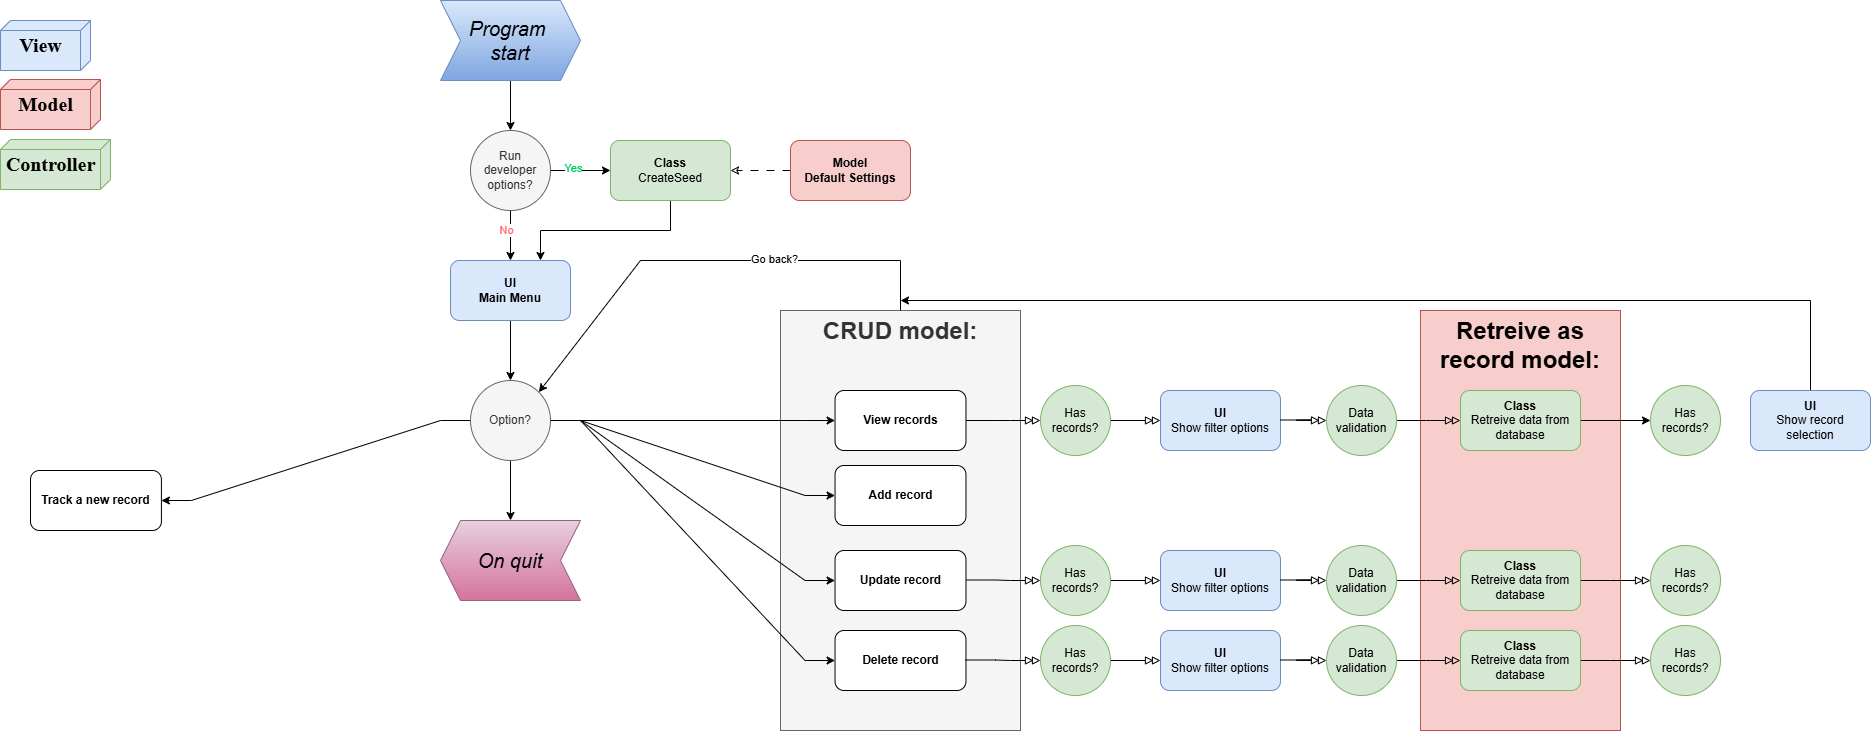 View
Model
Controller
Program
start
Run
developer
options?
Yes
Class
CreateSeed
Model
Default Settings
No
UI
Main Menu
Go back?
Option?
Track a new record
On quit
CRUD model:
Retreive as
record model:
View records
Has
records?
UI
Show filter options
Data
validation
Class
Retreive data from
database
Has
records?
UI
Show record
selection
Add record
Update record
Has
records?
UI
Show filter options
Data
validation
Class
Retreive data from
database
Has
records?
Delete record
Has
records?
UI
Show filter options
Data
validation
Class
Retreive data from
database
Has
records?